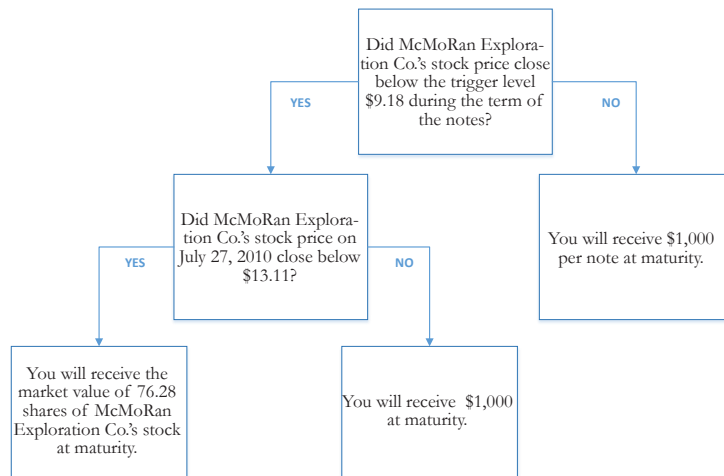 Did McMoRan Explora-
tion Co.'s stock price close
below the trigger level
$9.18 during the term of
the notes?
YES
NO
Did McMoRan Explora-
tion Co.'s stock price on
July 27, 2010 close below
$13.11?
You will receive $1,000
per note at maturity.
YES
NO
You will receive the
market value of 76.28
shares of McMoRan
Exploration Co.'s stock
at maturity.
You will receive $1,000
at maturity.